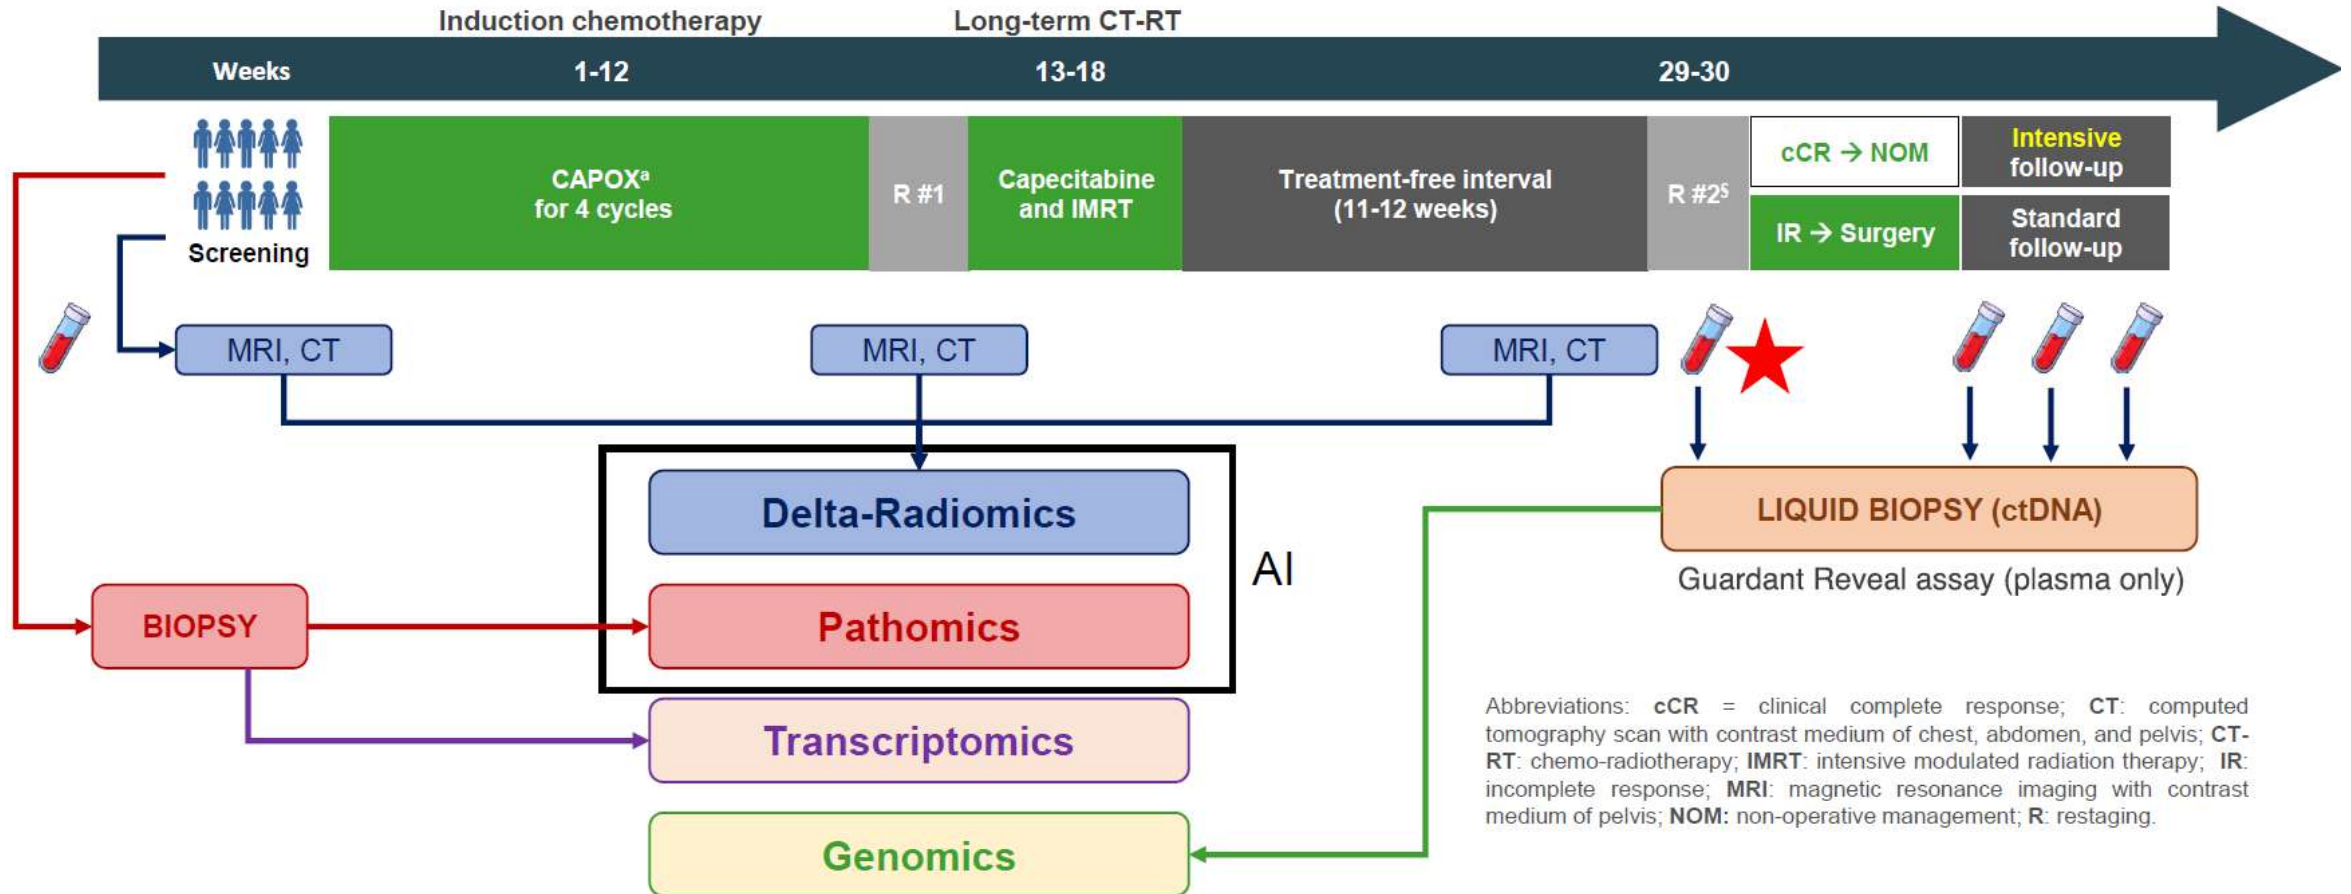 Induction chemotherapy
Long-term CT-RT
Weeks
1-12
13-18
29-30
Screening
CAPOXᵃ
for 4 cycles
R #1
Capecitabine
and IMRT
Treatment-free interval
(11-12 weeks)
R #2⁵
cCR → NOM
IR → Surgery
Intensive
follow-up
Standard
follow-up
MRI, CT
MRI, CT
MRI, CT
Delta-Radiomics
Pathomics
AI
BIOPSY
Transcriptomics
Genomics
LIQUID BIOPSY (ctDNA)
Guardant Reveal assay (plasma only)
Abbreviations: cCR = clinical complete response; CT: computed
tomography scan with contrast medium of chest, abdomen, and pelvis; CT-
RT: chemo-radiotherapy; IMRT: intensive modulated radiation therapy; IR:
incomplete response; MRI: magnetic resonance imaging with contrast
medium of pelvis; NOM: non-operative management; R: restaging.